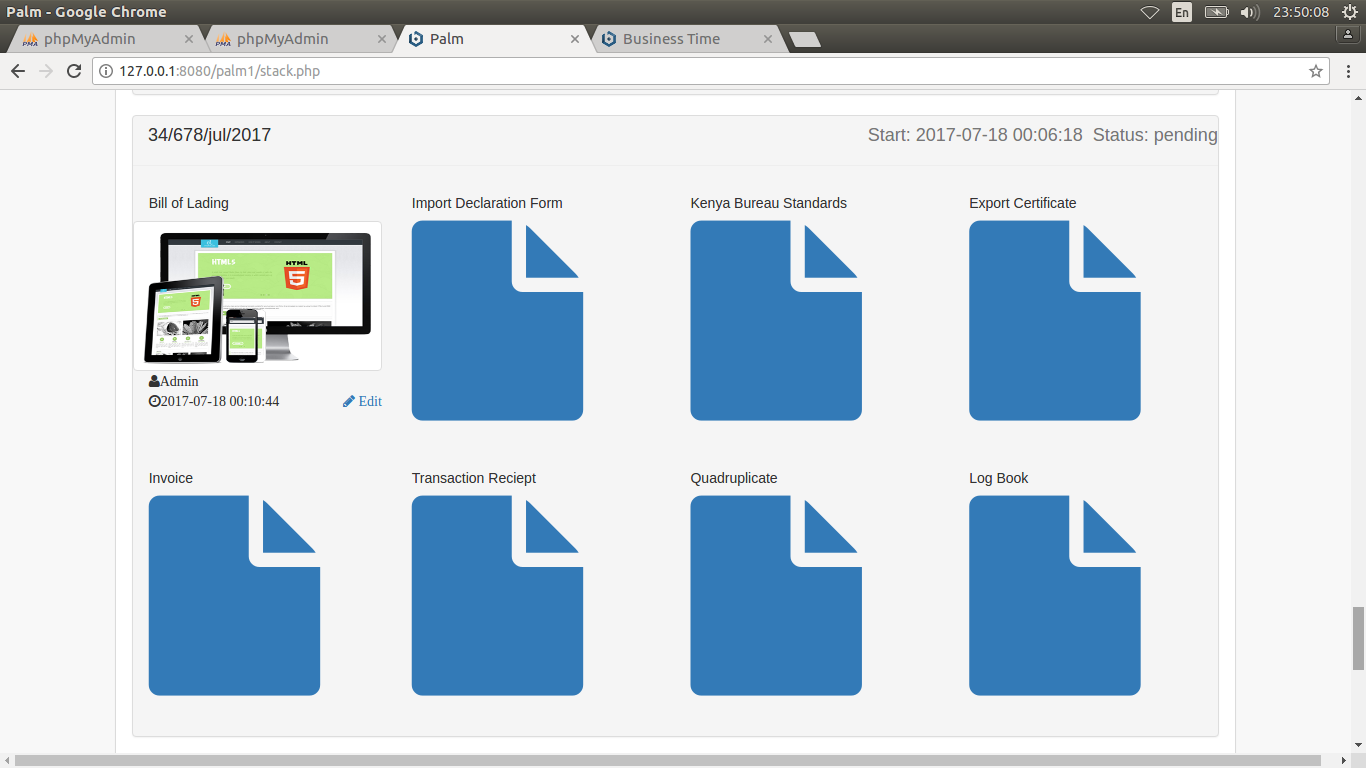 Palm - Google Chrome
En
23:50:08
phpMyAdmin
phpMyAdmin
Palm
Business Time
127.0.0.1:8080/palm1/stack.php
34/678/jul/2017
Start: 2017-07-18 00:06:18 Status: pending
Bill of Lading
Import Declaration Form
Kenya Bureau Standards
Export Certificate
HTML5
HTML
5
Admin
2017-07-18 00:10:44
Edit
Invoice
Transaction Reciept
Quadruplicate
Log Book